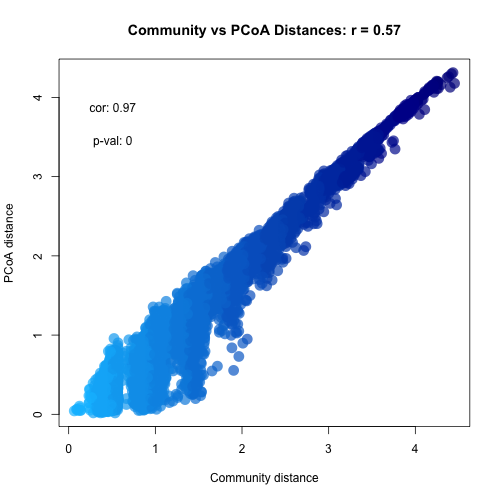 Community vs PCoA Distances: r = 0.57
cor: 0.97
p-val: 0
PCoA distance
4
3
2
1
0
0 1 2 3 4
Community distance